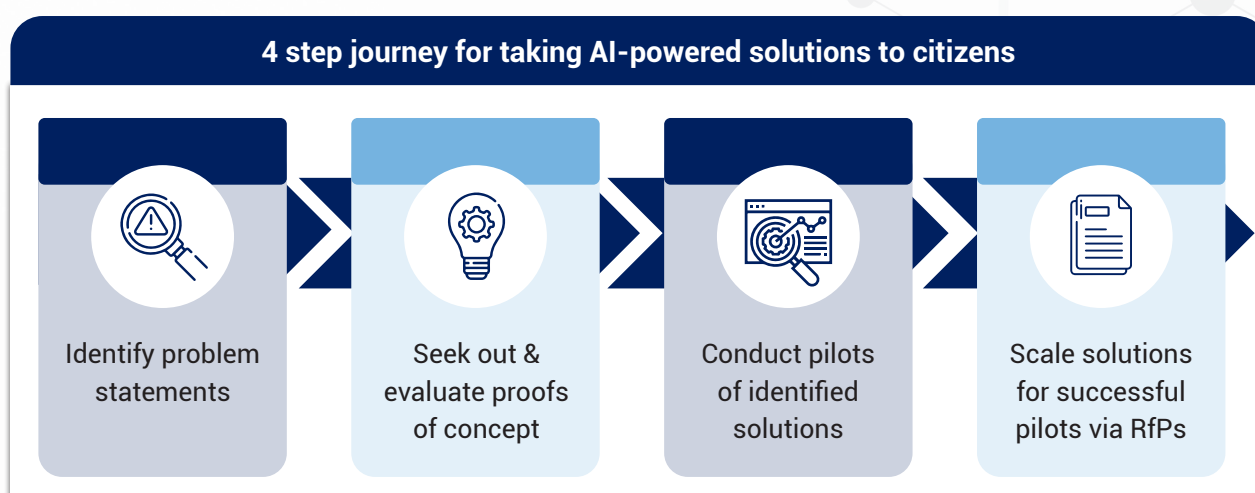 4 step journey for taking AI-powered solutions to citizens
Identify problem
statements
Seek out &
evaluate proofs
of concept
Conduct pilots
of identified
solutions
Scale solutions
for successful
pilots via RfPs